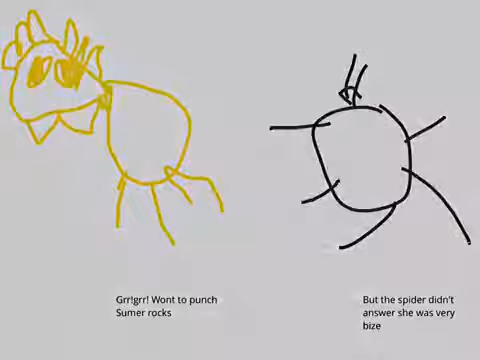 Grr!grr! Wont to punch
Sumer rocks
But the spider didn't
answer she was very
bize